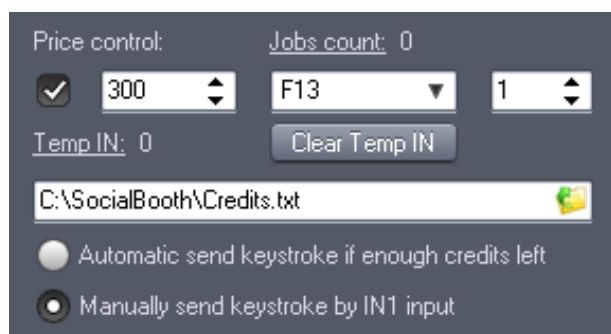 Price control: Jobs count: 0
300 F13 1
Temp IN: 0 Clear Temp IN
C:\SocialBooth\Credits.txt
Automatic send keystroke if enough credits left
Manually send keystroke by IN1 input